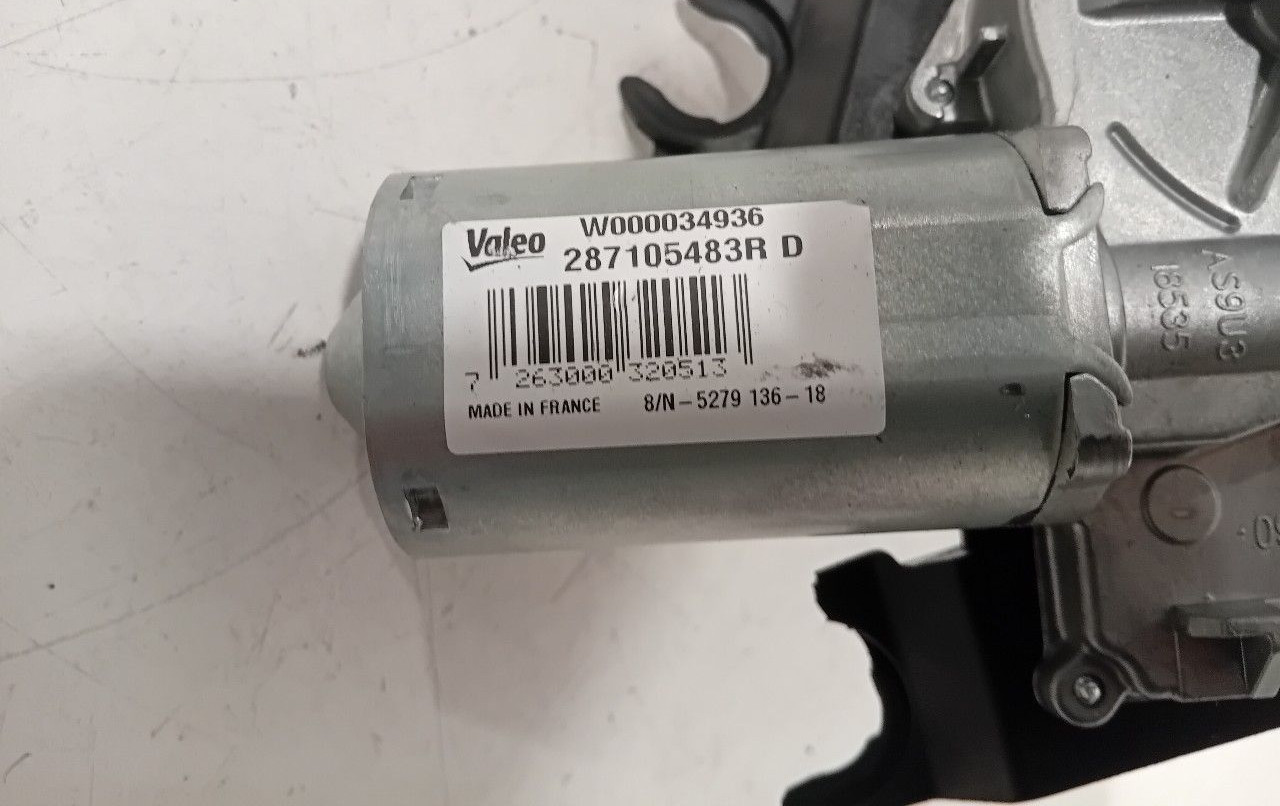 W000034936
Valeo
287105483R D
7 263000 320513
MADE IN FRANCE 8/N-5279 136-18
AS9U3
18535